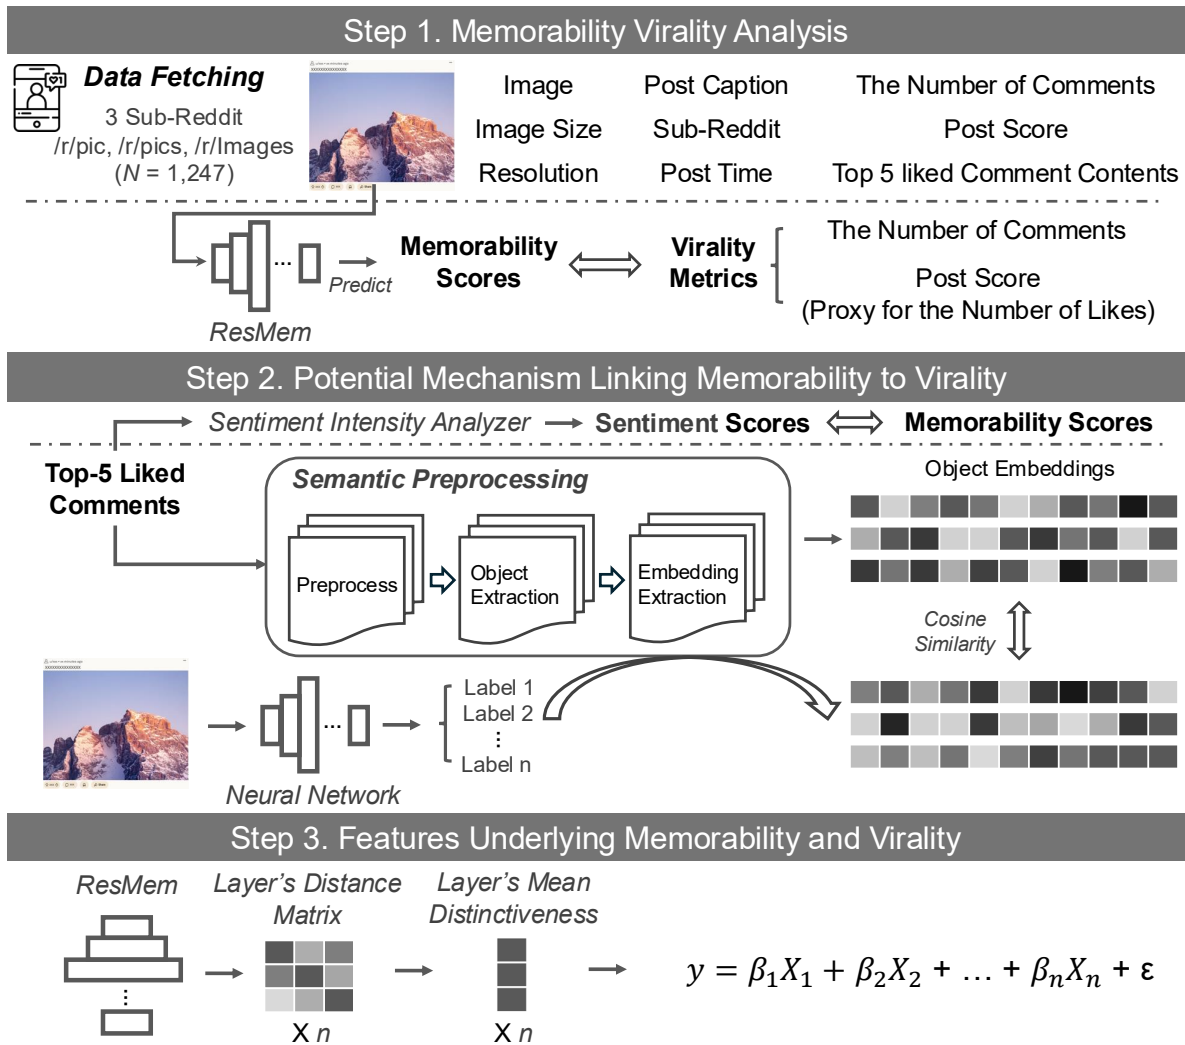 Step 1. Memorability Virality Analysis
Data Fetching
3 Sub-Reddit
/r/pic, /r/pics, /r/Images
(N = 1,247)
Image
Post Caption
The Number of Comments
Image Size
Sub-Reddit
Post Score
Resolution
Post Time
Top 5 liked Comment Contents
...
Predict
ResMem
Memorability
Scores
Virality
Metrics
The Number of Comments
Post Score
(Proxy for the Number of Likes)
Step 2. Potential Mechanism Linking Memorability to Virality
Sentiment Intensity Analyzer
Sentiment Scores
Memorability Scores
Top-5 Liked
Comments
Semantic Preprocessing
Preprocess
Object
Extraction
Embedding
Extraction
Object Embeddings
Cosine
Similarity
...
Neural Network
Label 1
Label 2
⋮
Label n
Step 3. Features Underlying Memorability and Virality
ResMem
⋮
Layer's Distance
Matrix
X n
Layer's Mean
Distinctiveness
X n
y = β₁X₁ + β₂X₂ + … + βₙXₙ + ε